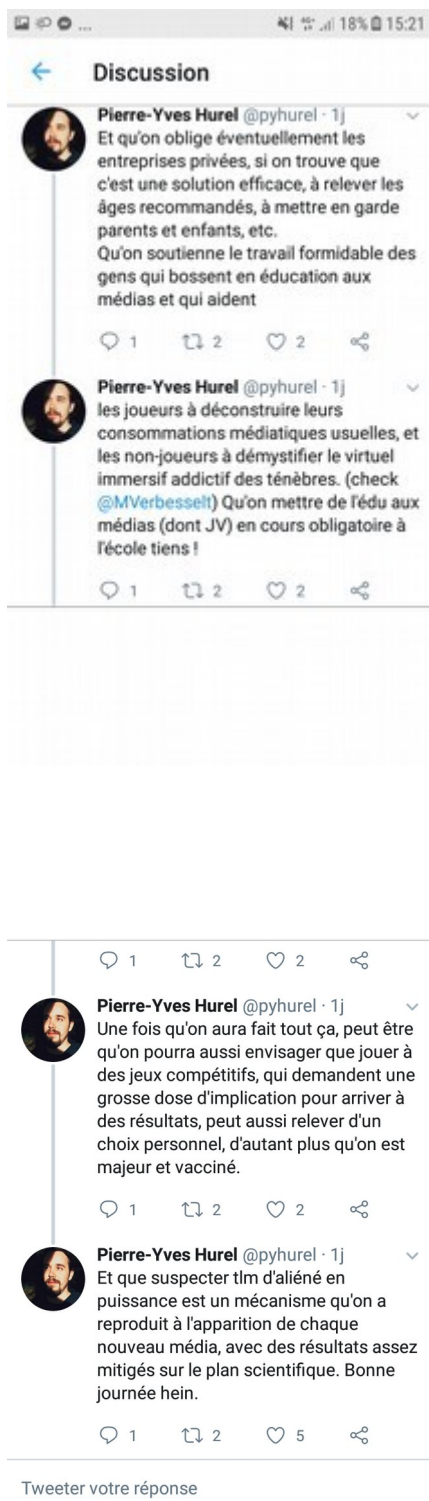 18% 15:21
Discussion
Pierre-Yves Hurel @pyhurel · 1j
Et qu'on oblige éventuellement les
entreprises privées, si on trouve que
c'est une solution efficace, à relever les
âges recommandés, à mettre en garde
parents et enfants, etc.
Qu'on soutienne le travail formidable des
gens qui bossent en éducation aux
médias et qui aident
1 2 2
Pierre-Yves Hurel @pyhurel · 1j
les joueurs à déconstruire leurs
consommations médiatiques usuelles, et
les non-joueurs à démystifier le virtuel
immersif addictif des ténèbres. (check
@MVerbesselt) Qu'on mettre de l'édu aux
médias (dont JV) en cours obligatoire à
l'école tiens !
1 2 2
1 2 2
Pierre-Yves Hurel @pyhurel · 1j
Une fois qu'on aura fait tout ça, peut être
qu'on pourra aussi envisager que jouer à
des jeux compétitifs, qui demandent une
grosse dose d'implication pour arriver à
des résultats, peut aussi relever d'un
choix personnel, d'autant plus qu'on est
majeur et vacciné.
1 2 2
Pierre-Yves Hurel @pyhurel · 1j
Et que suspecter tlm d'aliéné en
puissance est un mécanisme qu'on a
reproduit à l'apparition de chaque
nouveau média, avec des résultats assez
mitigés sur le plan scientifique. Bonne
journée hein.
1 2 5
Tweeter votre réponse